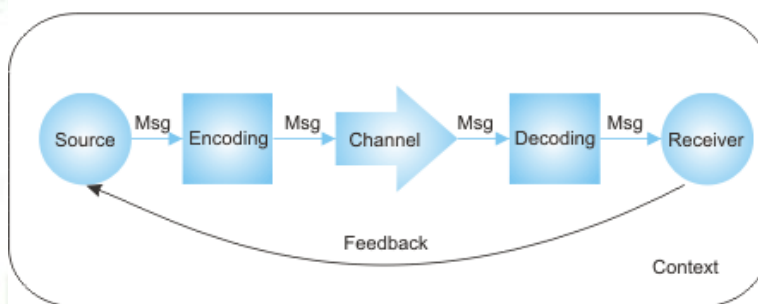 Msg
Msg
Msg
Msg
Source
Encoding
Channel
Decoding
Receiver
Feedback
Context